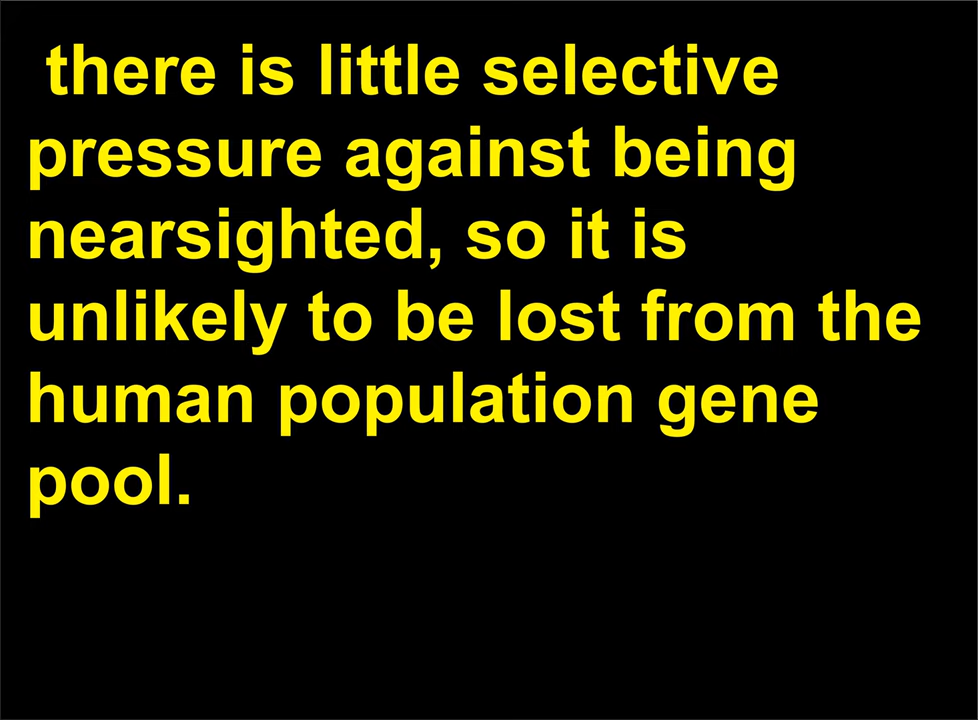 there is little selective
pressure against being
nearsighted, so it is
unlikely to be lost from the
human population gene
pool.